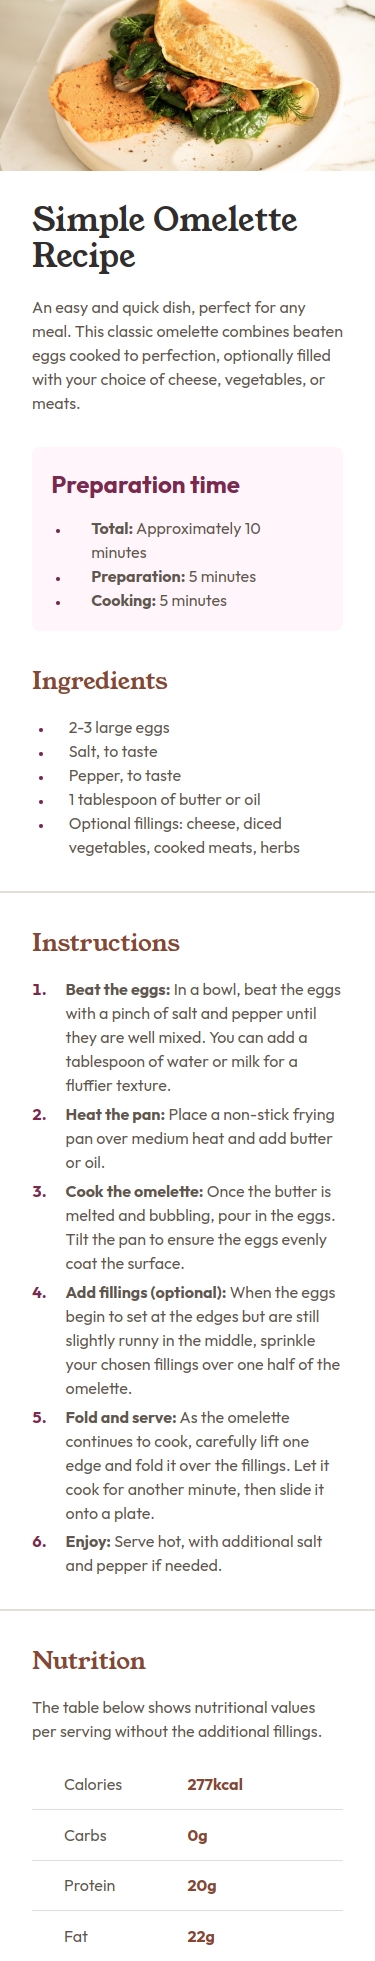 Simple Omelette
Recipe
An easy and quick dish, perfect for any
meal. This classic omelette combines beaten
eggs cooked to perfection, optionally filled
with your choice of cheese, vegetables, or
meats.
Preparation time
• Total: Approximately 10
minutes
• Preparation: 5 minutes
• Cooking: 5 minutes
Ingredients
• 2-3 large eggs
• Salt, to taste
• Pepper, to taste
• 1 tablespoon of butter or oil
• Optional fillings: cheese, diced
vegetables, cooked meats, herbs
Instructions
1. Beat the eggs: In a bowl, beat the eggs
with a pinch of salt and pepper until
they are well mixed. You can add a
tablespoon of water or milk for a
fluffier texture.
2. Heat the pan: Place a non-stick frying
pan over medium heat and add butter
or oil.
3. Cook the omelette: Once the butter is
melted and bubbling, pour in the eggs.
Tilt the pan to ensure the eggs evenly
coat the surface.
4. Add fillings (optional): When the eggs
begin to set at the edges but are still
slightly runny in the middle, sprinkle
your chosen fillings over one half of the
omelette.
5. Fold and serve: As the omelette
continues to cook, carefully lift one
edge and fold it over the fillings. Let it
cook for another minute, then slide it
onto a plate.
6. Enjoy: Serve hot, with additional salt
and pepper if needed.
Nutrition
The table below shows nutritional values
per serving without the additional fillings.
Calories 277kcal
Carbs 0g
Protein 20g
Fat 22g